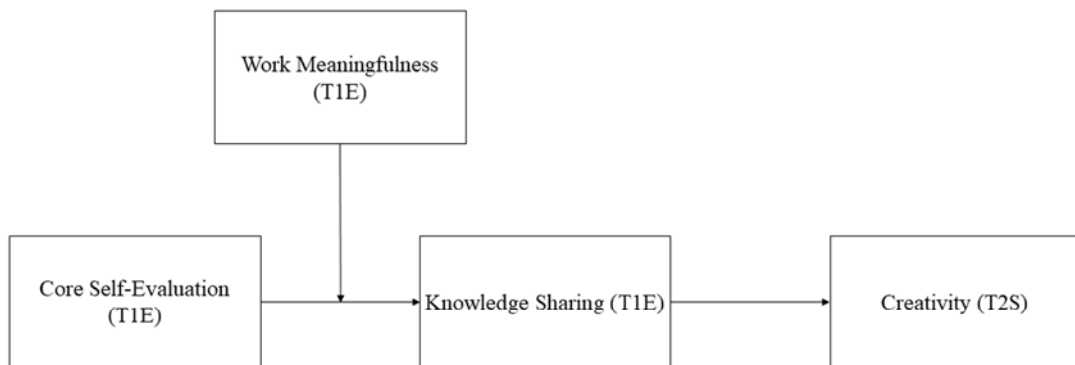 Work Meaningfulness
(T1E)
Core Self-Evaluation
(T1E)
Knowledge Sharing (T1E)
Creativity (T2S)